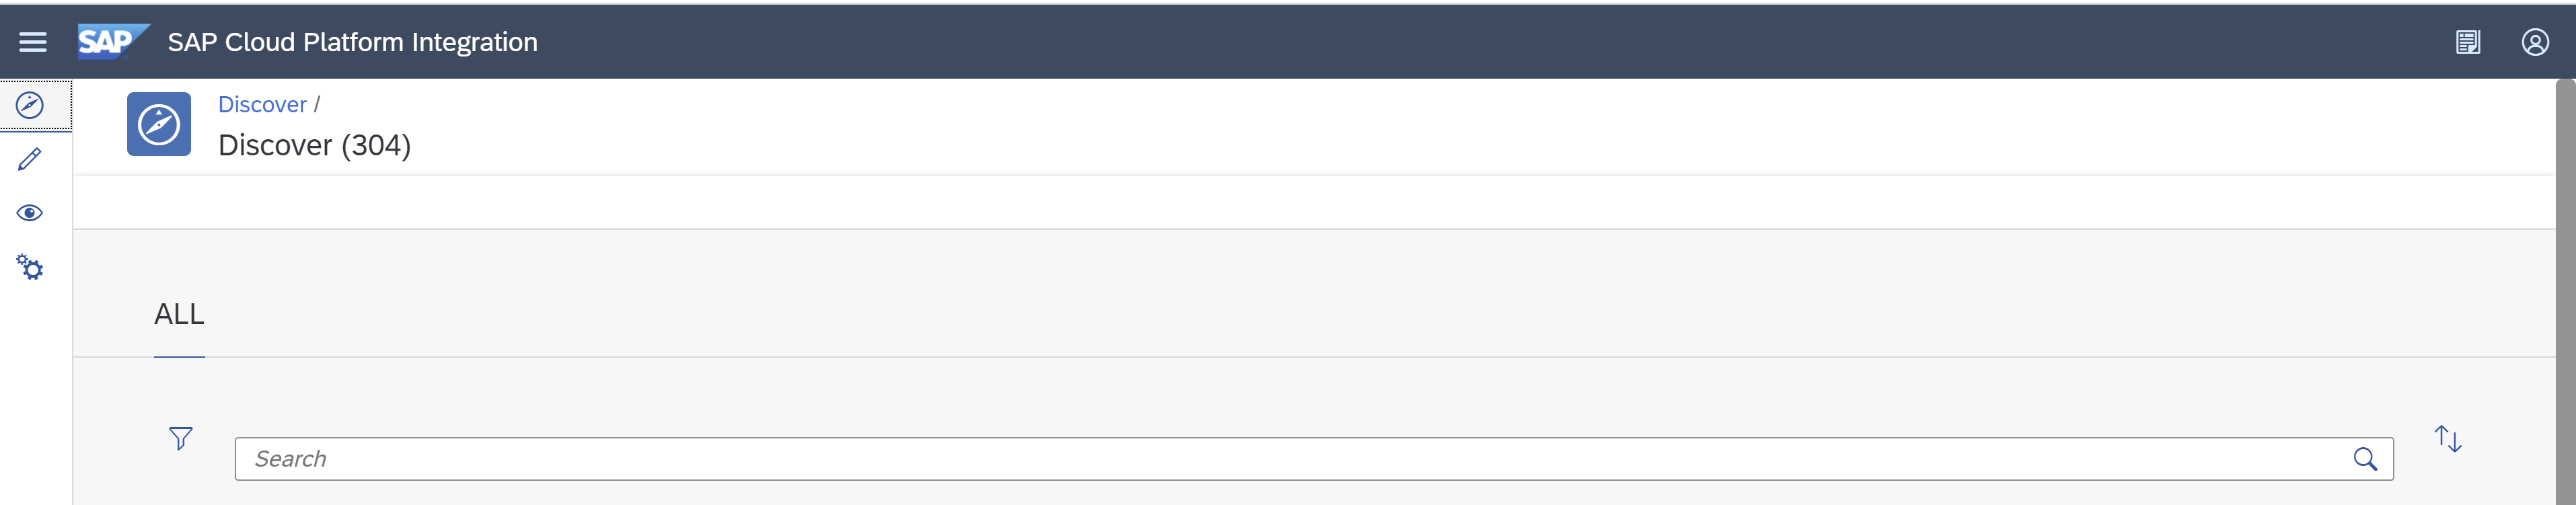 SAP SAP Cloud Platform Integration
Discover /
Discover (304)
ALL
Search